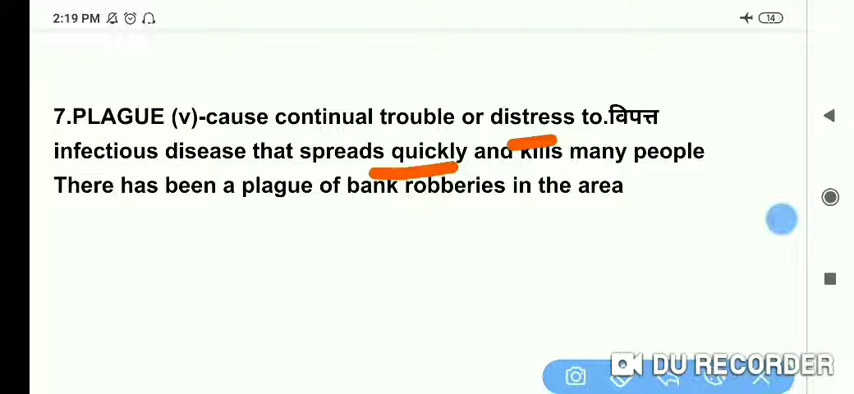 2:19 PM
14
7.PLAGUE (v)-cause continual trouble or distress to.विपत्त
infectious disease that spreads quickly and kills many people
There has been a plague of bank robberies in the area
DU RECORDER